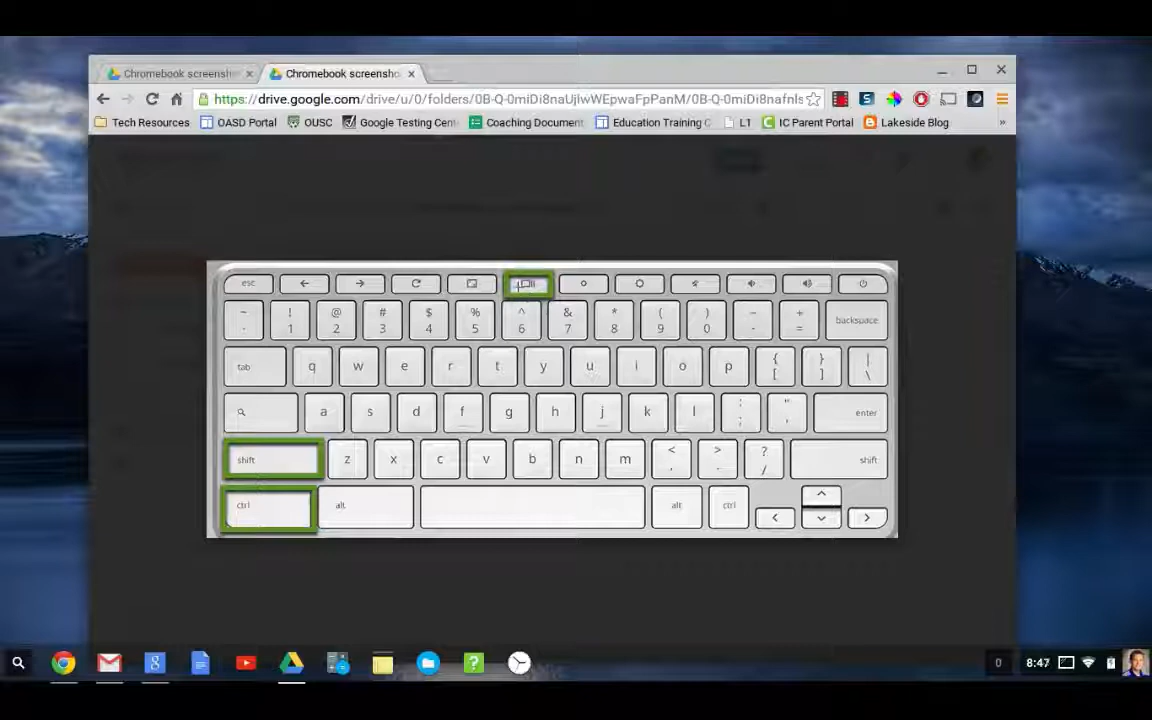 Chromebook screensh
Chromebook screensho
https://drive.google.com/drive/u/0/folders/0B-Q-0miDi8naUjlwWEpwaFpPanM/0B-Q-0miDi8nafnls
Tech Resources OASD Portal OUSC Google Testing Cent Coaching Document Education Training C L1 IC Parent Portal Lakeside Blog »
esc
~ ! 1 @ 2 # 3 $ 4 % 5 ^ 6 & 7 * 8 ( 9 ) 0 - + = backspace
tab q w e r t y u i o p { [ } ] | \
a s d f g h j k l : ; " ' enter
shift z x c v b n m < , > . ? / shift
ctrl alt alt ctrl
0 8:47